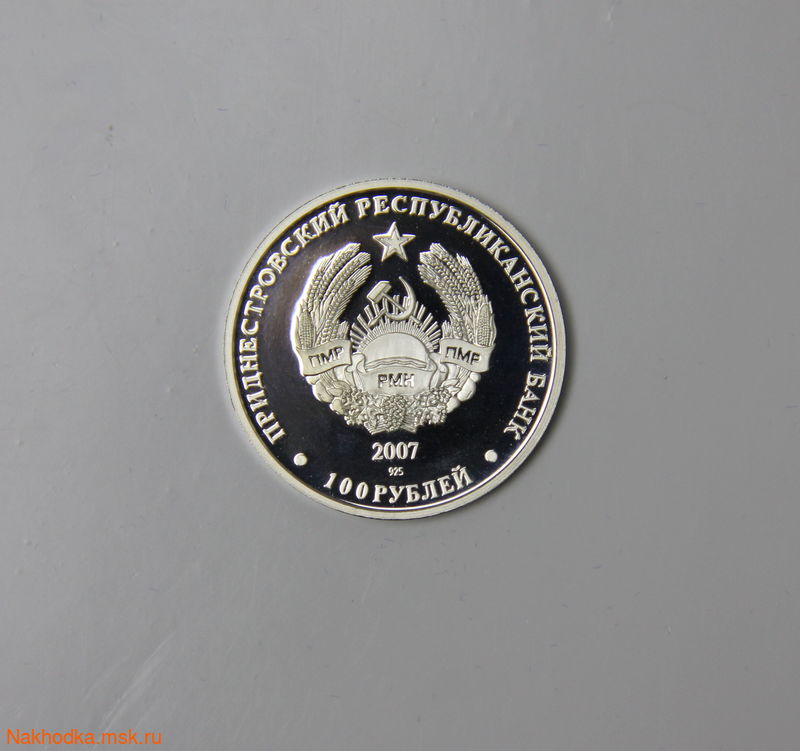 ПРИДНЕСТРОВСКИЙ РЕСПУБЛИКАНСКИЙ БАНК
ПМР
ПМР
РМН
2007
925
• 100 РУБЛЕЙ •
Nakhodka.msk.ru